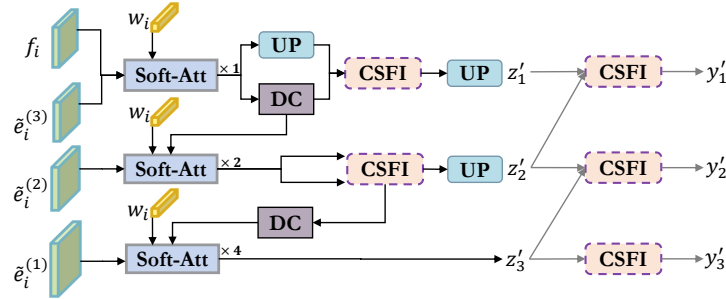 f_i
w_i
Soft-Att
× 1
UP
DC
CSFI
UP
z′_1
CSFI
y′_1
ẽ_i^(3)
w_i
ẽ_i^(2)
Soft-Att
× 2
CSFI
UP
z′_2
CSFI
y′_2
w_i
DC
ẽ_i^(1)
Soft-Att
× 4
z′_3
CSFI
y′_3